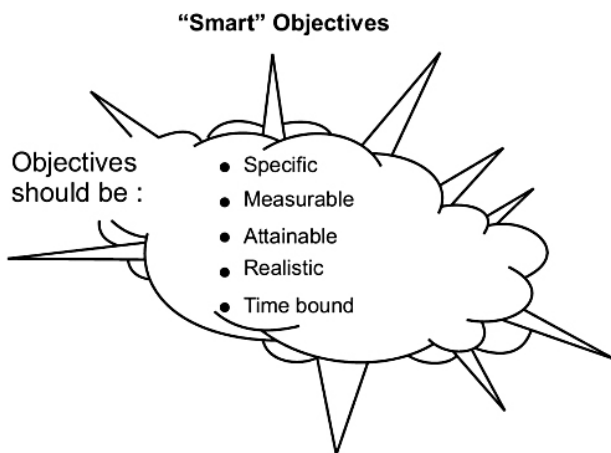 “Smart” Objectives
Objectives
should be :
● Specific
● Measurable
● Attainable
● Realistic
● Time bound